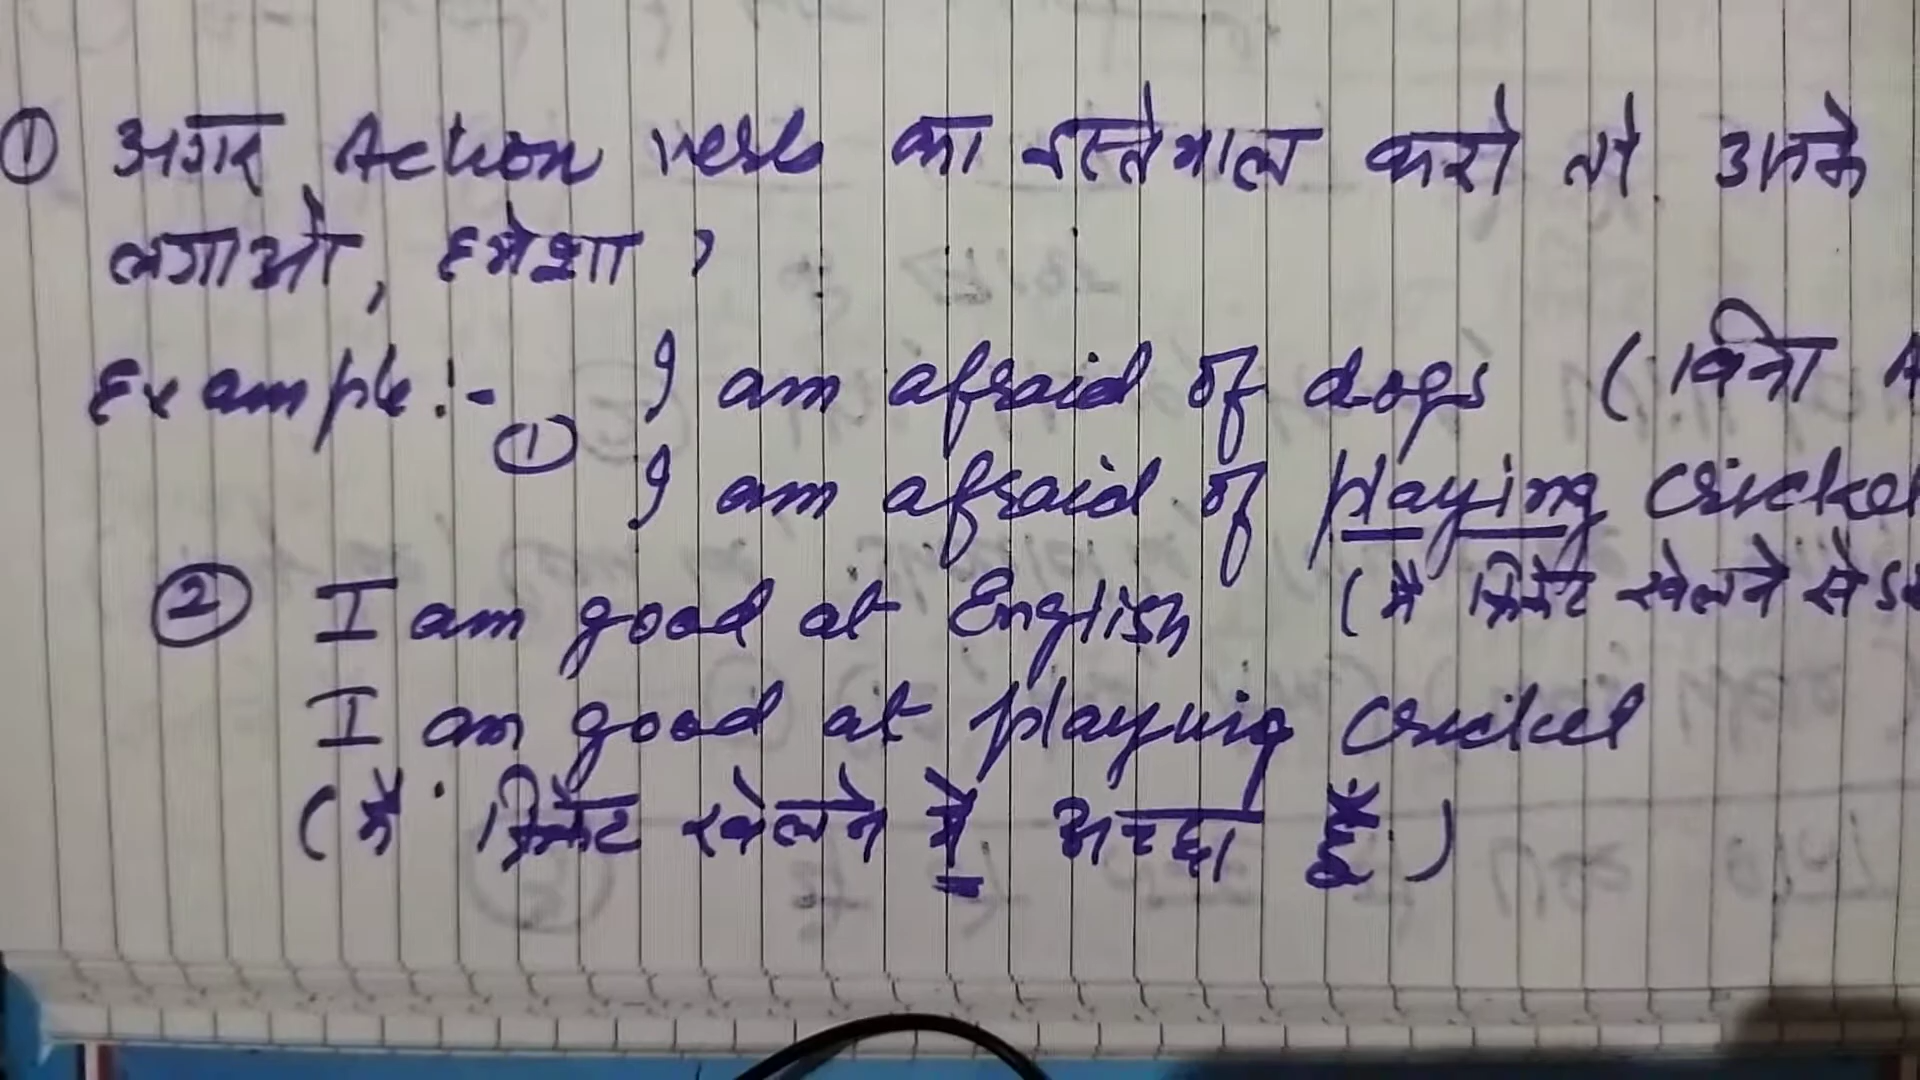 ① अगर Action verb का इस्तेमाल करो तो उनके
लगाओ, हमेशा,
Example :- ① I am afraid of dogs (बिना A
I am afraid of playing cricket
② I am good at English (मैं क्रिकेट खेलने से ड
I am good at playing cricket
(मैं क्रिकेट खेलने में अच्छा हूँ.)